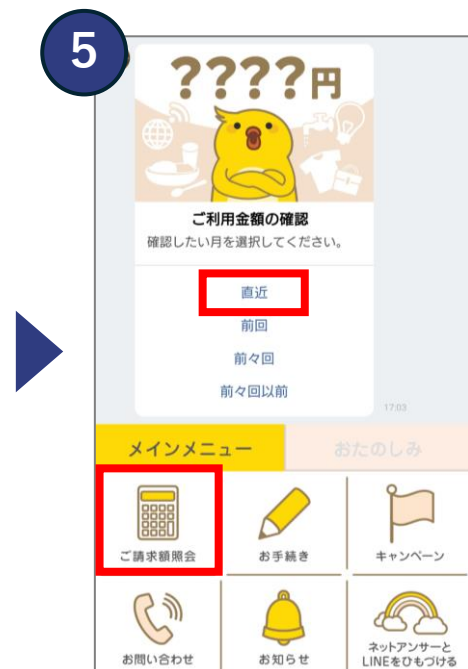 5
????円
ご利用金額の確認
確認したい月を選択してください。
直近
前回
前々回
前々回以前
17:03
メインメニュー
おたのしみ
ご請求額照会
お手続き
キャンペーン
お問い合わせ
お知らせ
ネットアンサーと
LINEをひもづける